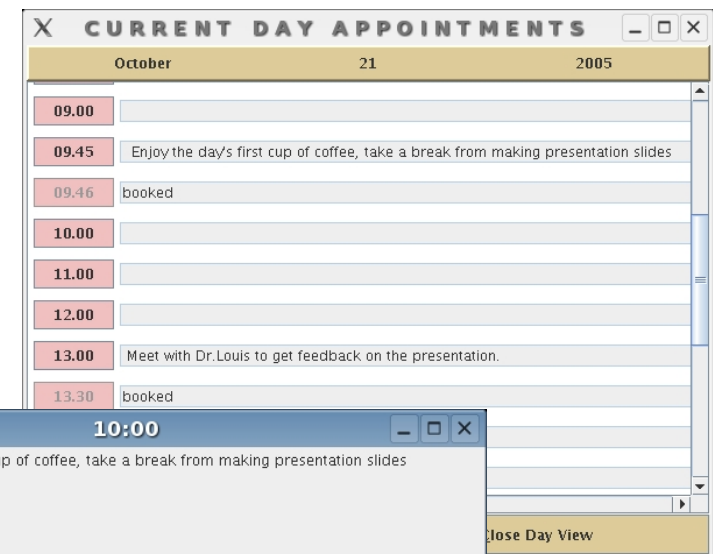 X CURRENT DAY APPOINTMENTS
October 21 2005
09.00
09.45 Enjoy the day's first cup of coffee, take a break from making presentation slides
09.46 booked
10.00
11.00
12.00
13.00 Meet with Dr.Louis to get feedback on the presentation.
13.30 booked
10:00
of coffee, take a break from making presentation slides
Day View